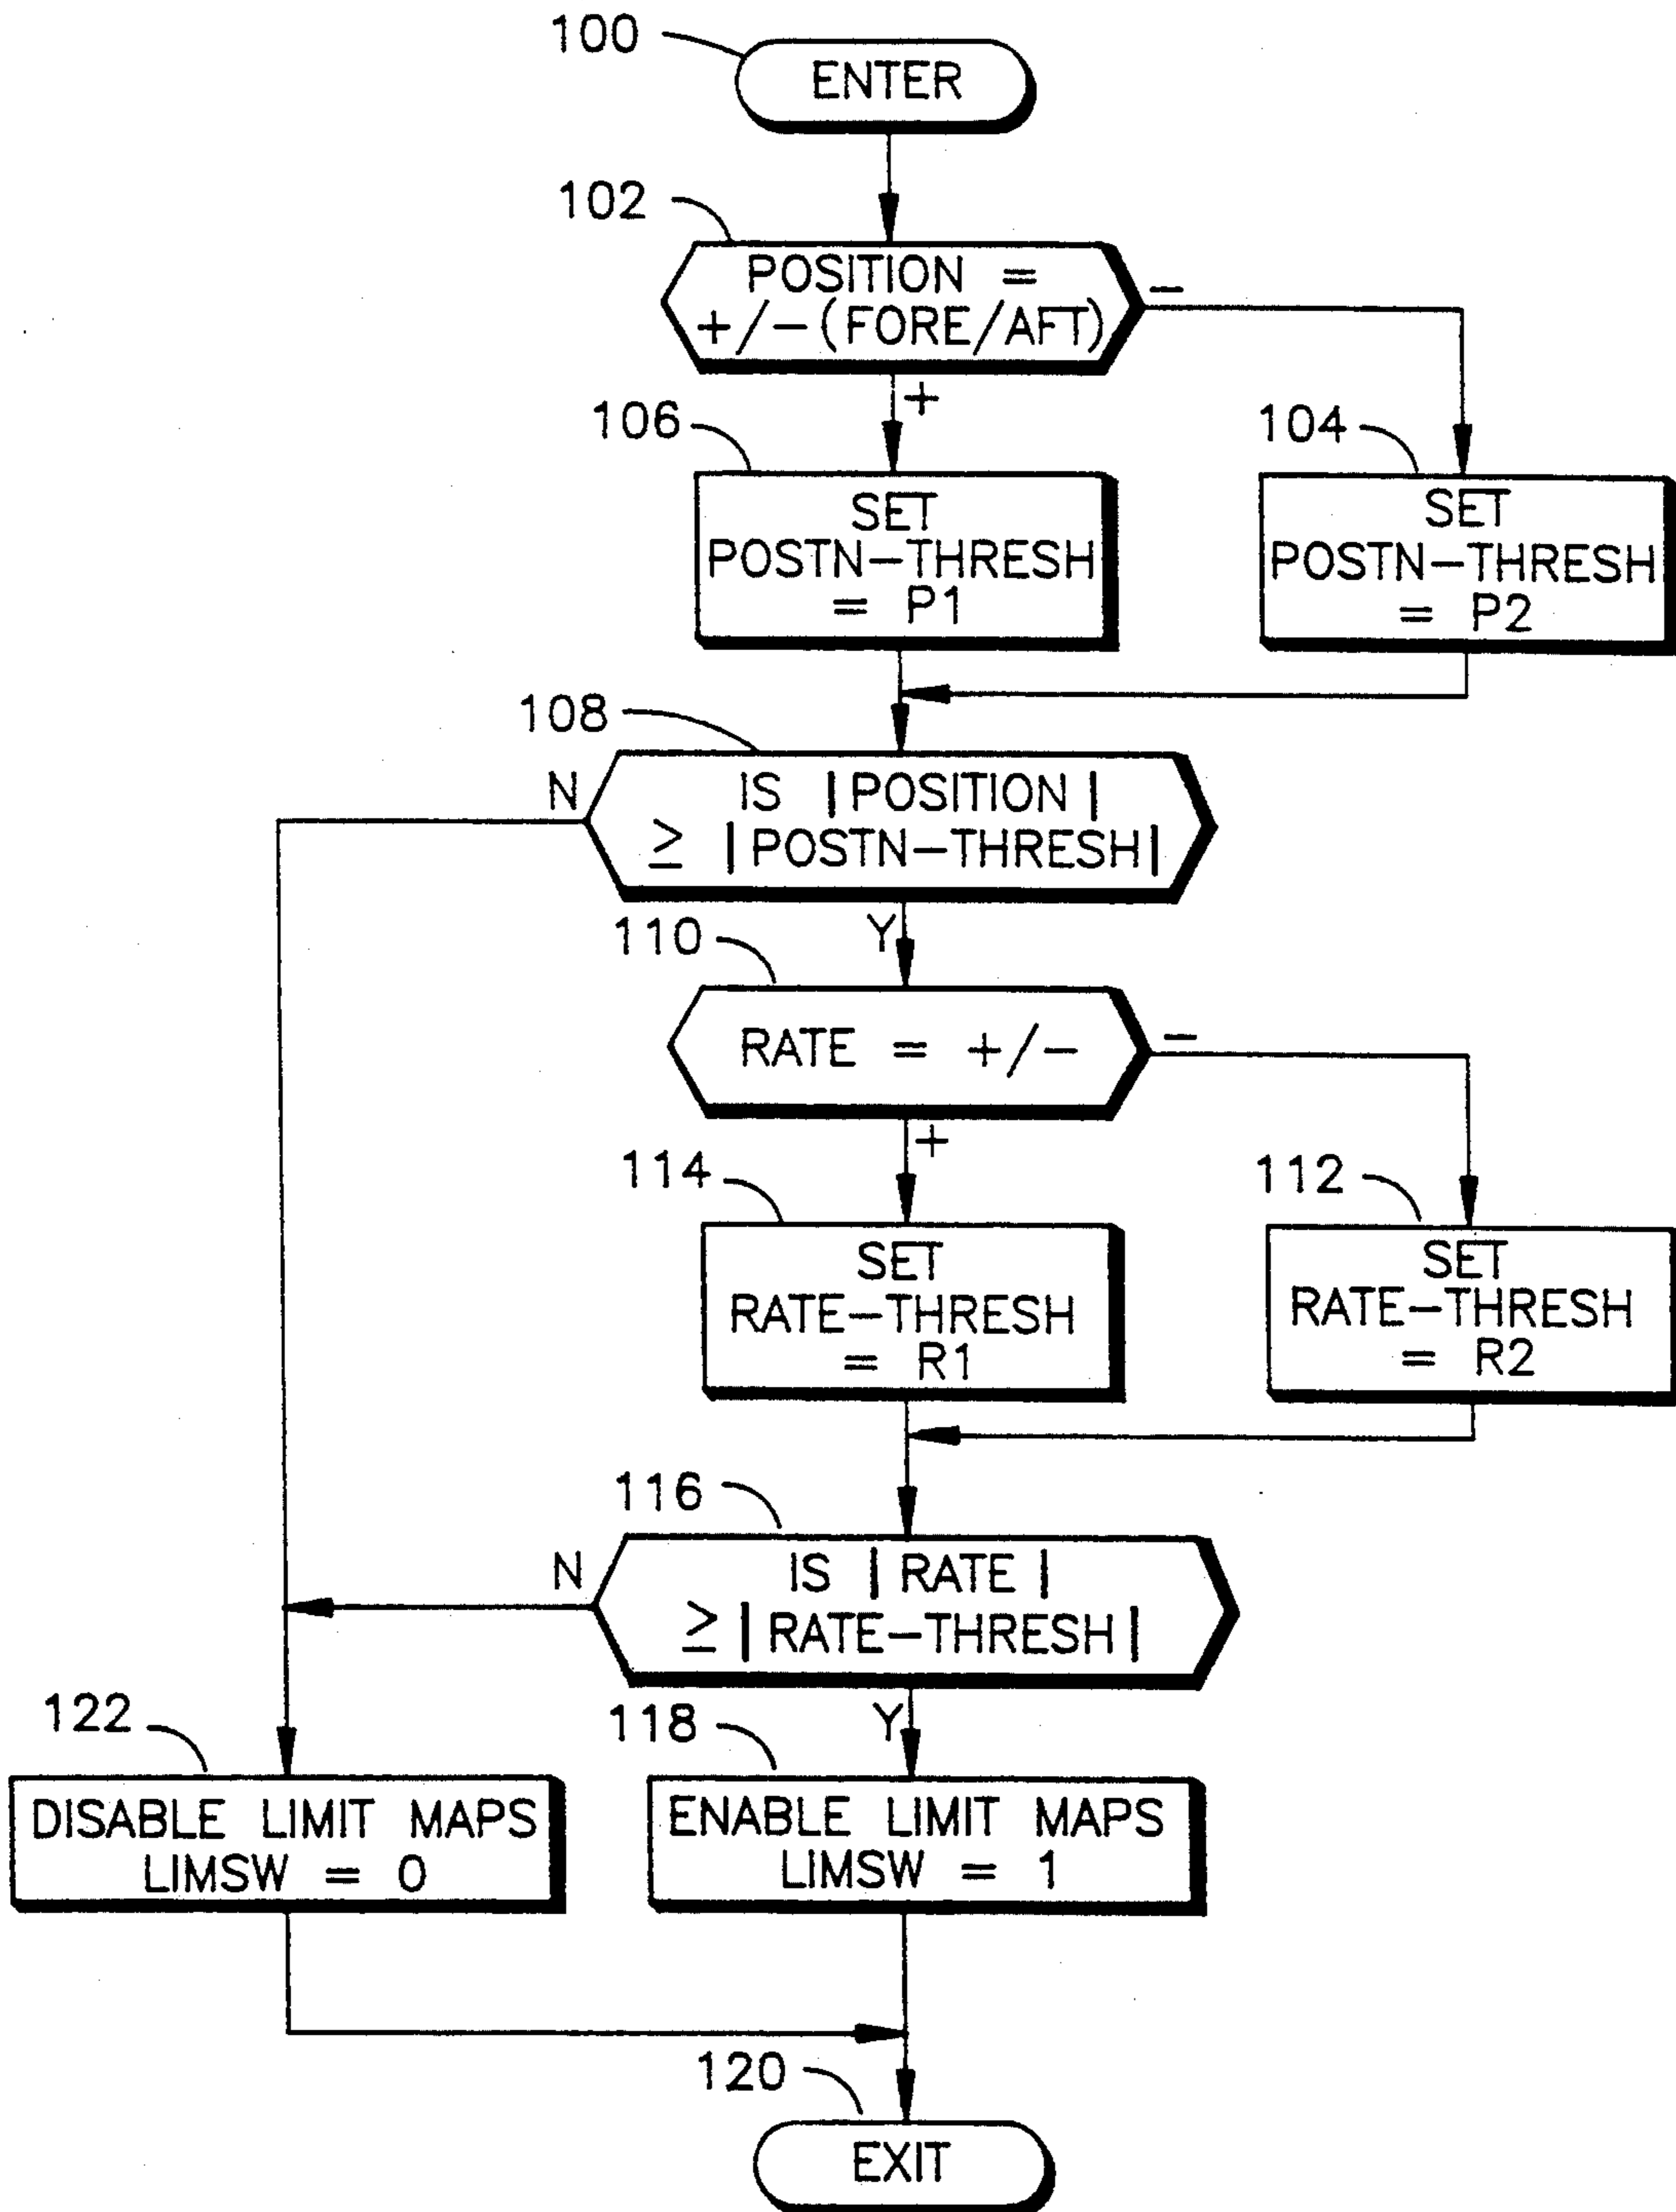 100
ENTER
102
POSITION =
+/-(FORE/AFT)
-
+
106
SET
POSTN-THRESH
= P1
104
SET
POSTN-THRESH
= P2
108
N
IS |POSITION|
≥ |POSTN-THRESH|
Y
110
RATE = +/-
-
+
114
SET
RATE-THRESH
= R1
112
SET
RATE-THRESH
= R2
116
N
IS |RATE|
≥|RATE-THRESH|
Y
122
DISABLE LIMIT MAPS
LIMSW = 0
118
ENABLE LIMIT MAPS
LIMSW = 1
120
EXIT